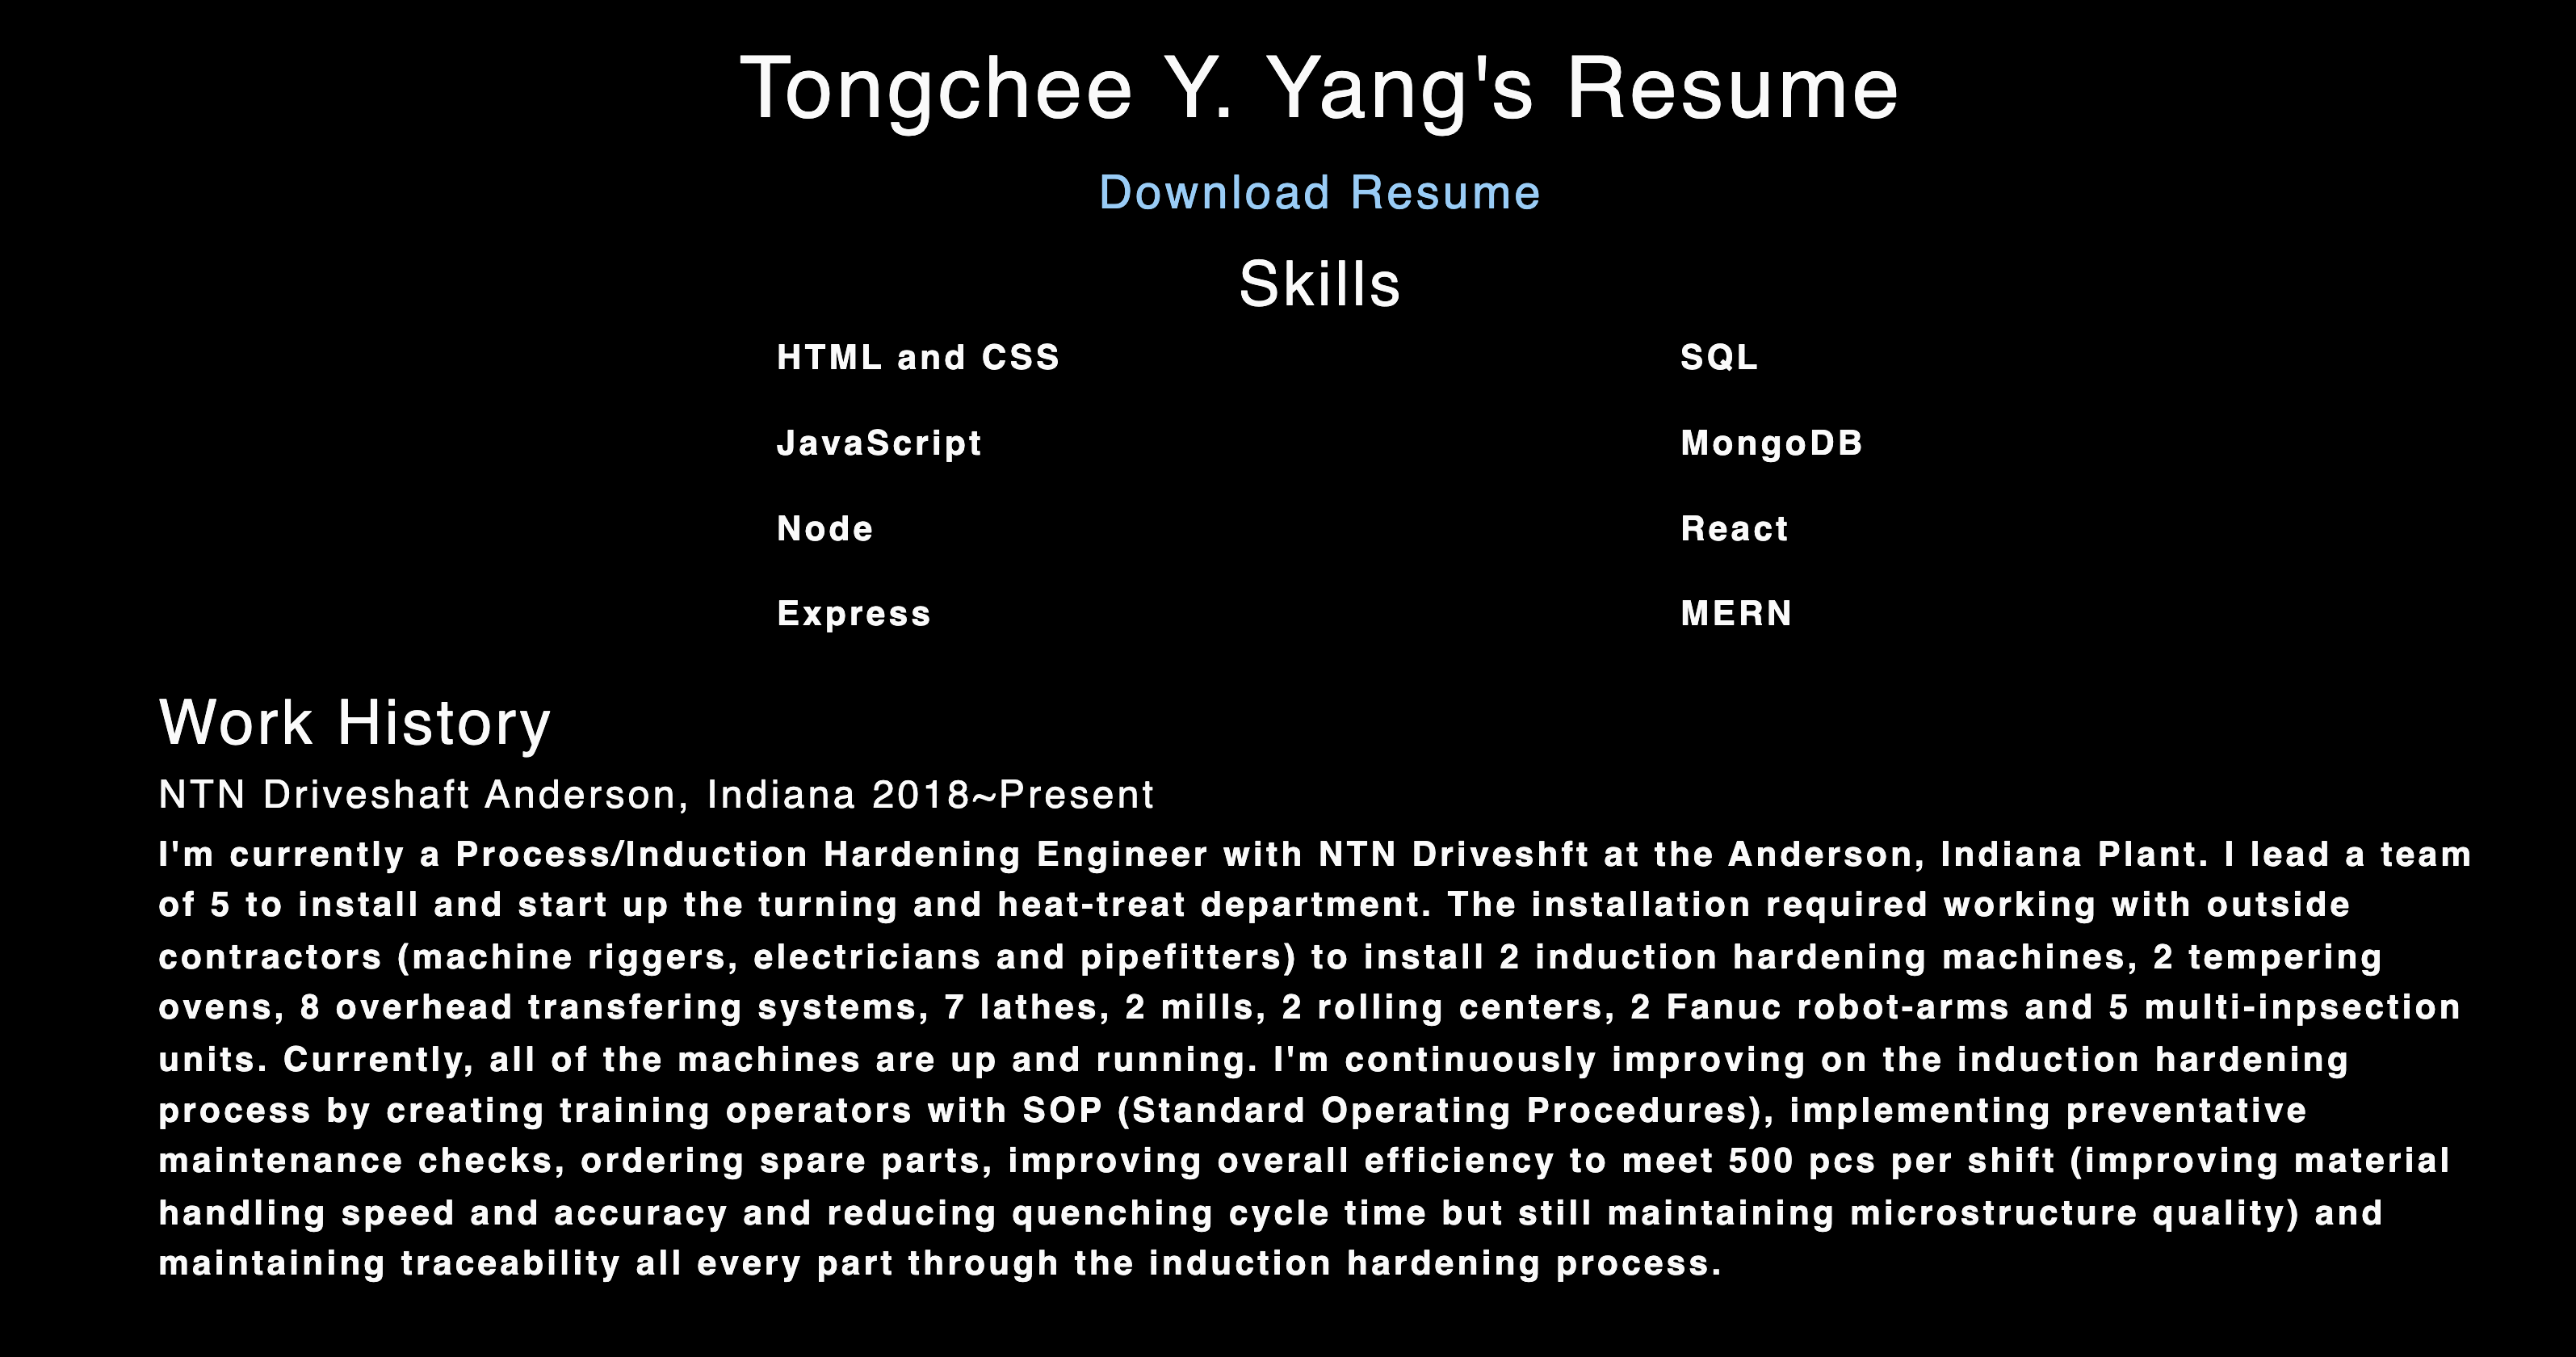 Tongchee Y. Yang's Resume
Download Resume
Skills
HTML and CSS
SQL
JavaScript
MongoDB
Node
React
Express
MERN
Work History
NTN Driveshaft Anderson, Indiana 2018~Present
I'm currently a Process/Induction Hardening Engineer with NTN Driveshft at the Anderson, Indiana Plant. I lead a team
of 5 to install and start up the turning and heat-treat department. The installation required working with outside
contractors (machine riggers, electricians and pipefitters) to install 2 induction hardening machines, 2 tempering
ovens, 8 overhead transfering systems, 7 lathes, 2 mills, 2 rolling centers, 2 Fanuc robot-arms and 5 multi-inpsection
units. Currently, all of the machines are up and running. I'm continuously improving on the induction hardening
process by creating training operators with SOP (Standard Operating Procedures), implementing preventative
maintenance checks, ordering spare parts, improving overall efficiency to meet 500 pcs per shift (improving material
handling speed and accuracy and reducing quenching cycle time but still maintaining microstructure quality) and
maintaining traceability all every part through the induction hardening process.